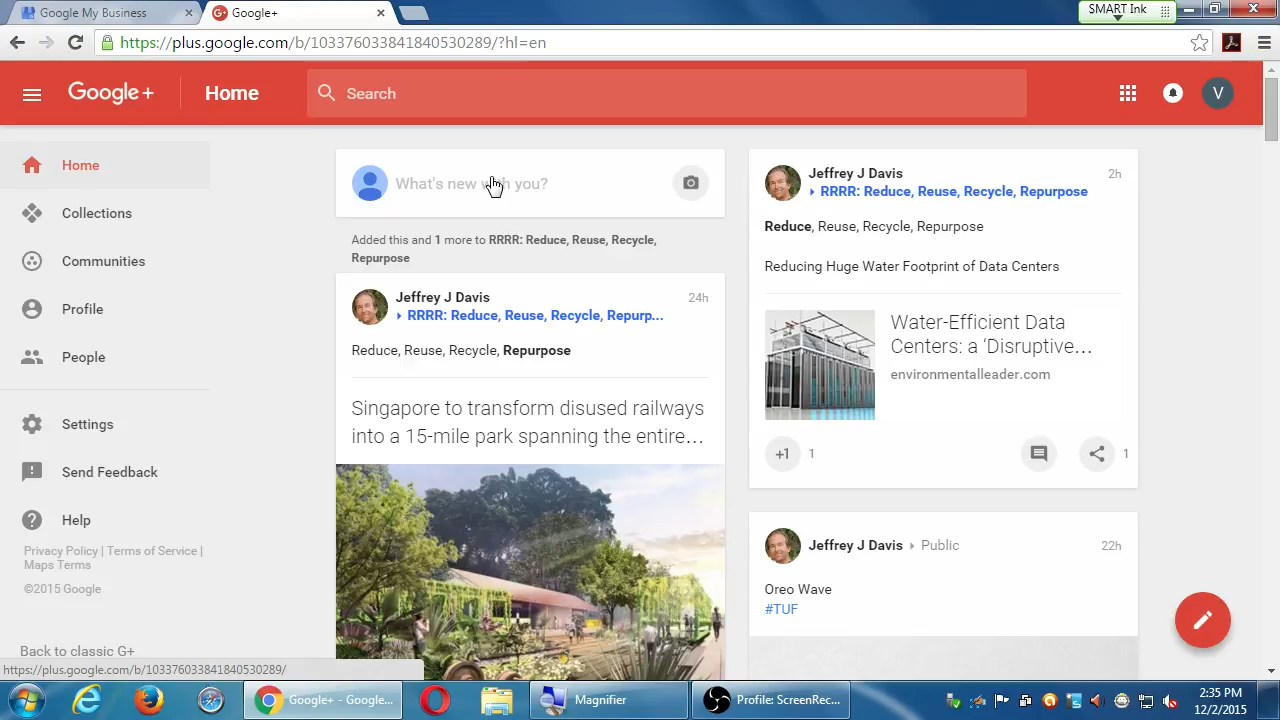 Google My Business
Google+
SMART Ink
https://plus.google.com/b/103376033841840530289/?hl=en
Google+
Home
Search
V
Home
Collections
Communities
Profile
People
Settings
Send Feedback
Help
Privacy Policy | Terms of Service |
Maps Terms
©2015 Google
Back to classic G+
https://plus.google.com/b/103376033841840530289/
What's new with you?
Added this and 1 more to RRRR: Reduce, Reuse, Recycle,
Repurpose
Jeffrey J Davis
24h
RRRR: Reduce, Reuse, Recycle, Repurp...
Reduce, Reuse, Recycle, Repurpose
Singapore to transform disused railways
into a 15-mile park spanning the entire...
Jeffrey J Davis
2h
RRRR: Reduce, Reuse, Recycle, Repurpose
Reduce, Reuse, Recycle, Repurpose
Reducing Huge Water Footprint of Data Centers
Water-Efficient Data
Centers: a ‘Disruptive...
environmentalleader.com
+1
1
1
Jeffrey J Davis
Public
22h
Oreo Wave
#TUF
Google+ - Google...
Magnifier
Profile: ScreenRec...
2:35 PM
12/2/2015